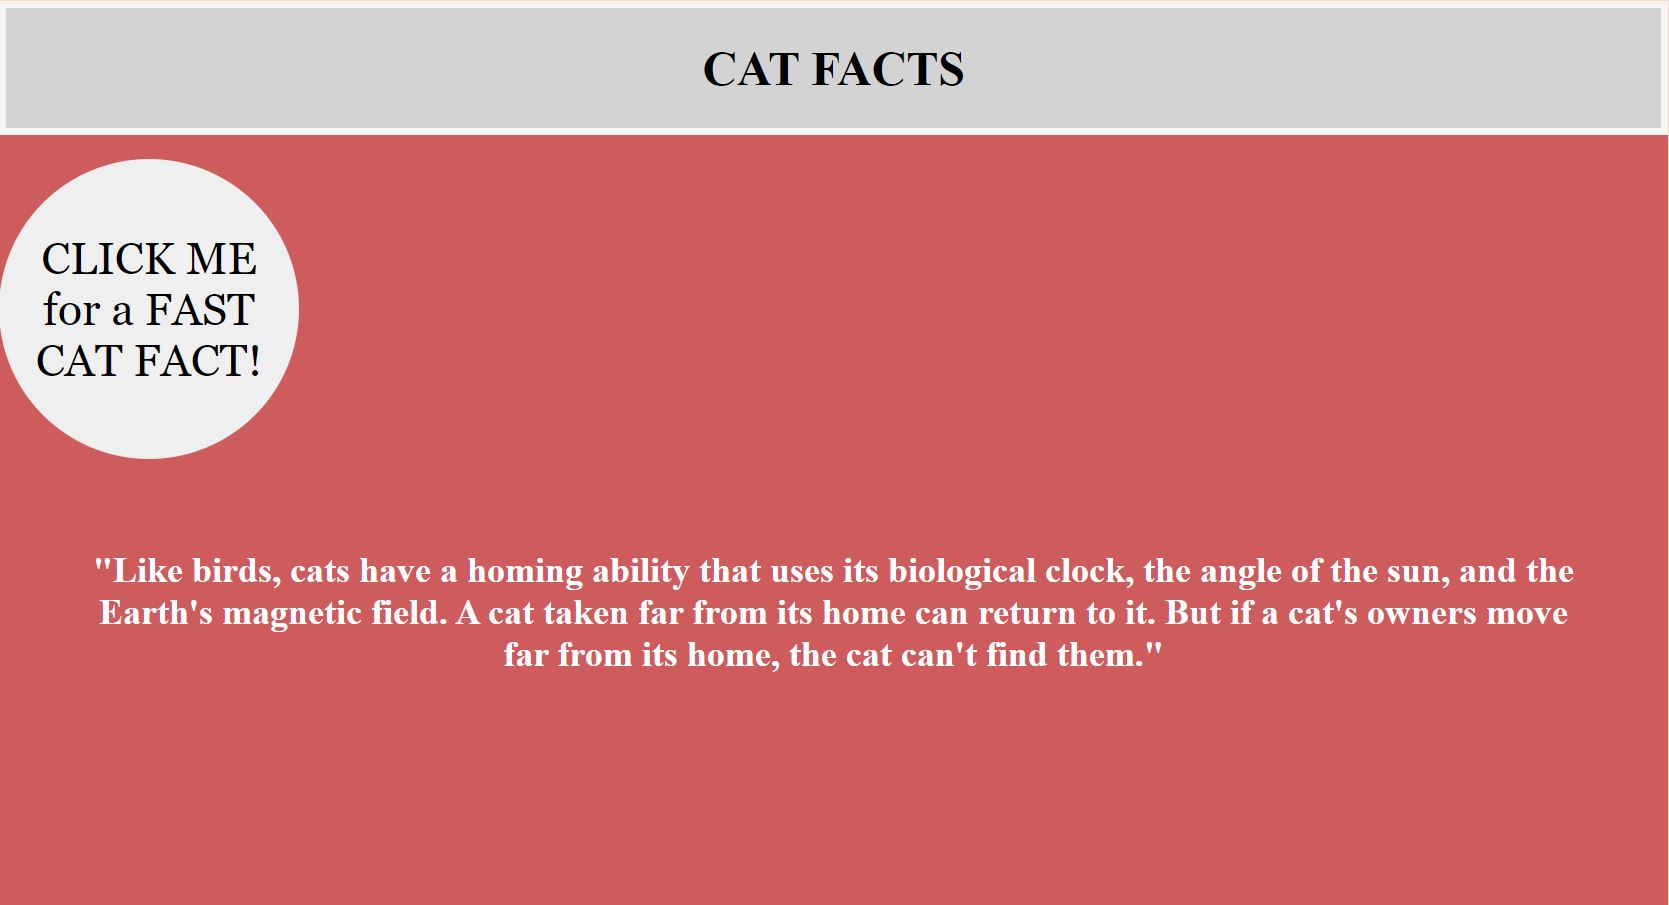 CAT FACTS
CLICK ME
for a FAST
CAT FACT!
"Like birds, cats have a homing ability that uses its biological clock, the angle of the sun, and the
Earth's magnetic field. A cat taken far from its home can return to it. But if a cat's owners move
far from its home, the cat can't find them."